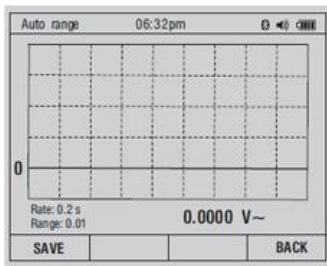 Auto range 06:32pm
0
Rate: 0.2 s
Range: 0.01
0.0000 V~
SAVE BACK